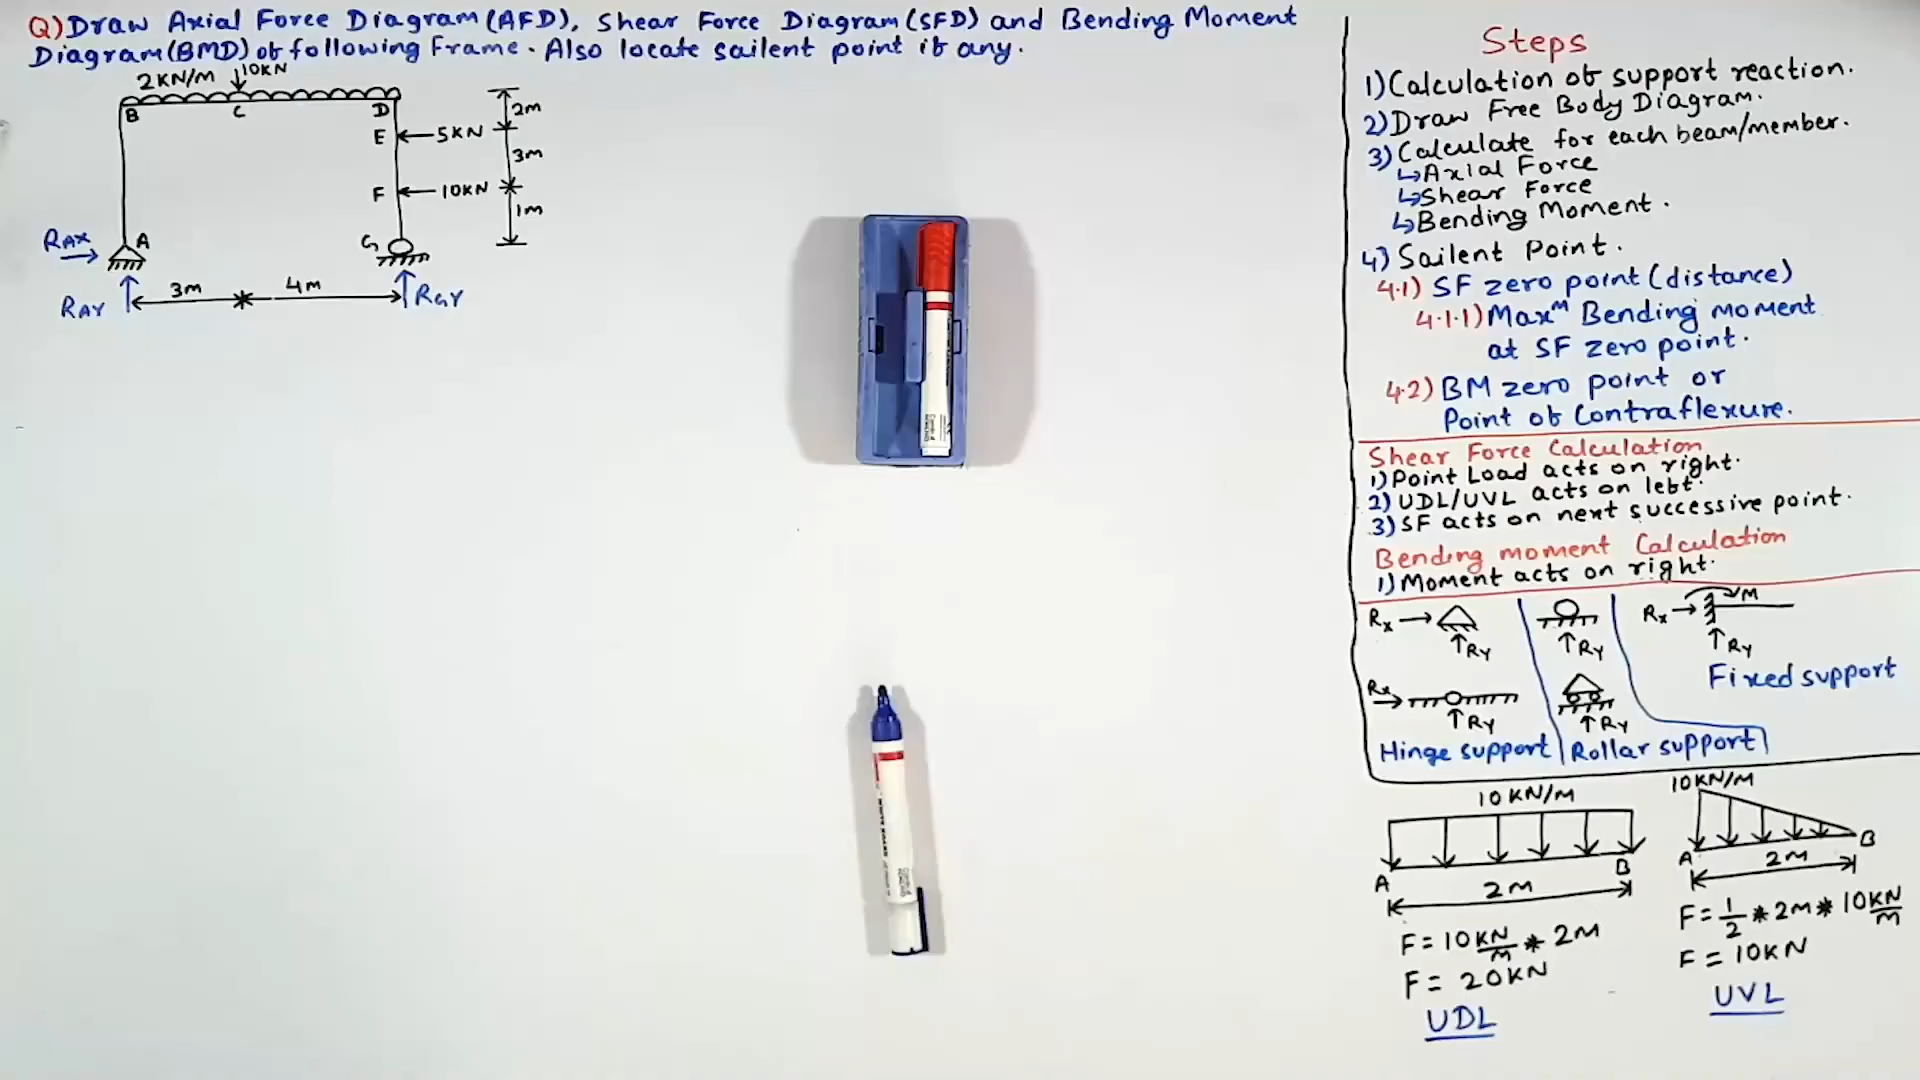 Q) Draw Axial Force Diagram (AFD), Shear Force Diagram (SFD) and Bending Moment
Diagram (BMD) of following Frame. Also locate sailent point if any.
2KN/M 10KN
B C D
E 5KN
F 10KN
2m
3m
1m
RAX A G
RAY 3m 4m RGY
Steps
1) Calculation of support reaction.
2) Draw Free Body Diagram.
3) Calculate for each beam/member.
↳ Axial Force
↳ Shear Force
↳ Bending Moment.
4) Sailent Point.
4.1) SF zero point (distance)
4.1.1) Maxᵐ Bending moment
at SF zero point.
4.2) BM zero point or
Point of Contraflexure.
Shear Force Calculation
1) Point Load acts on right.
2) UDL/UVL acts on left.
3) SF acts on next successive point.
Bending moment Calculation
1) Moment acts on right.
Rx → ↑Ry
↑Ry
Rx → M
↑Ry
Fixed support
Rx → ↑Ry
↑Ry
Hinge support
Rollar support
10KN/M
A B
2M
F = 10 KN/M * 2M
F = 20KN
UDL
10KN/M
A B
2M
F = 1/2 * 2M * 10 KN/M
F = 10KN
UVL